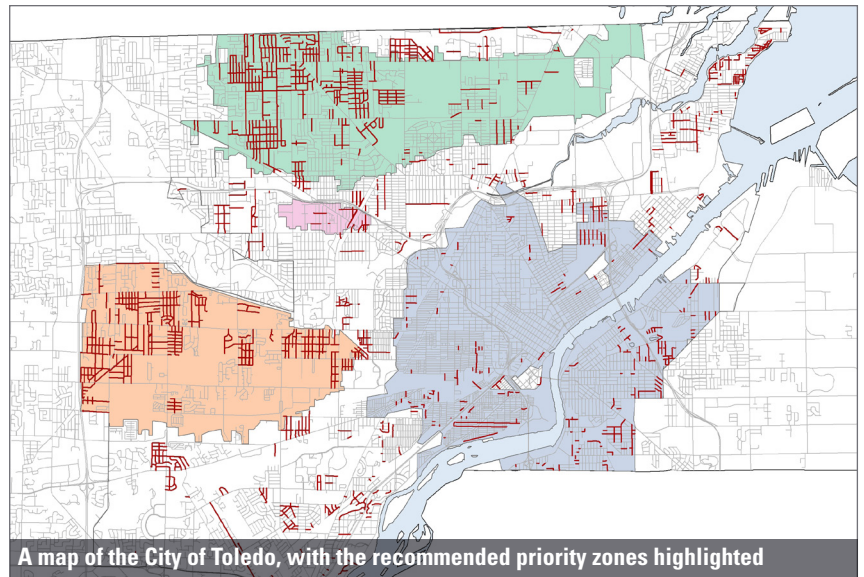 A map of the City of Toledo, with the recommended priority zones highlighted